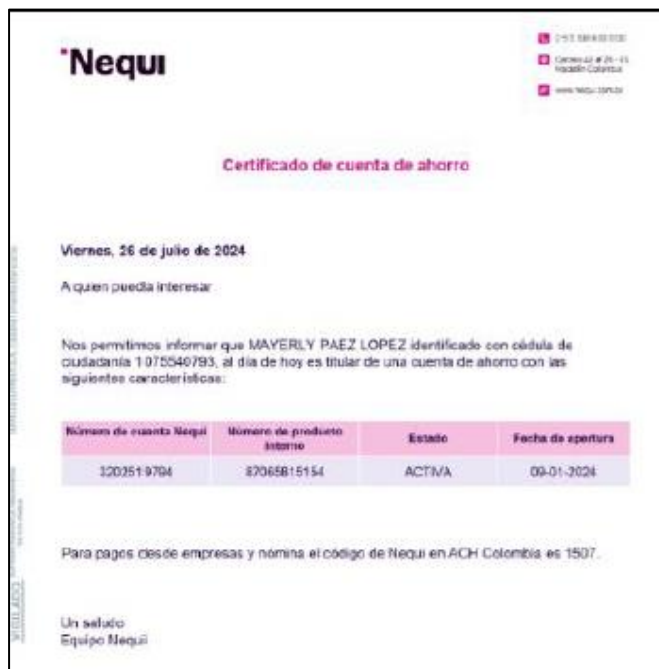 Nequi
Certificado de cuenta de ahorro
Viernes, 26 de julio de 2024
A quien puedia interesar
Nos permitimos informar que MAYERLY PAEZ LOPEZ identificado con cédula de
ciudadanía 1075540793, al día de hoy es titular de una cuenta de ahorro con las
siguientes características:
Número de cuenta Nequi Número de producto interno Estado Fecha de apertura
ACTIVA 09-01-2024
Para pagos desde empresas y nómina el código de Nequi en ACH Colombia es 1507.
Un saludo
Equipo Nequi